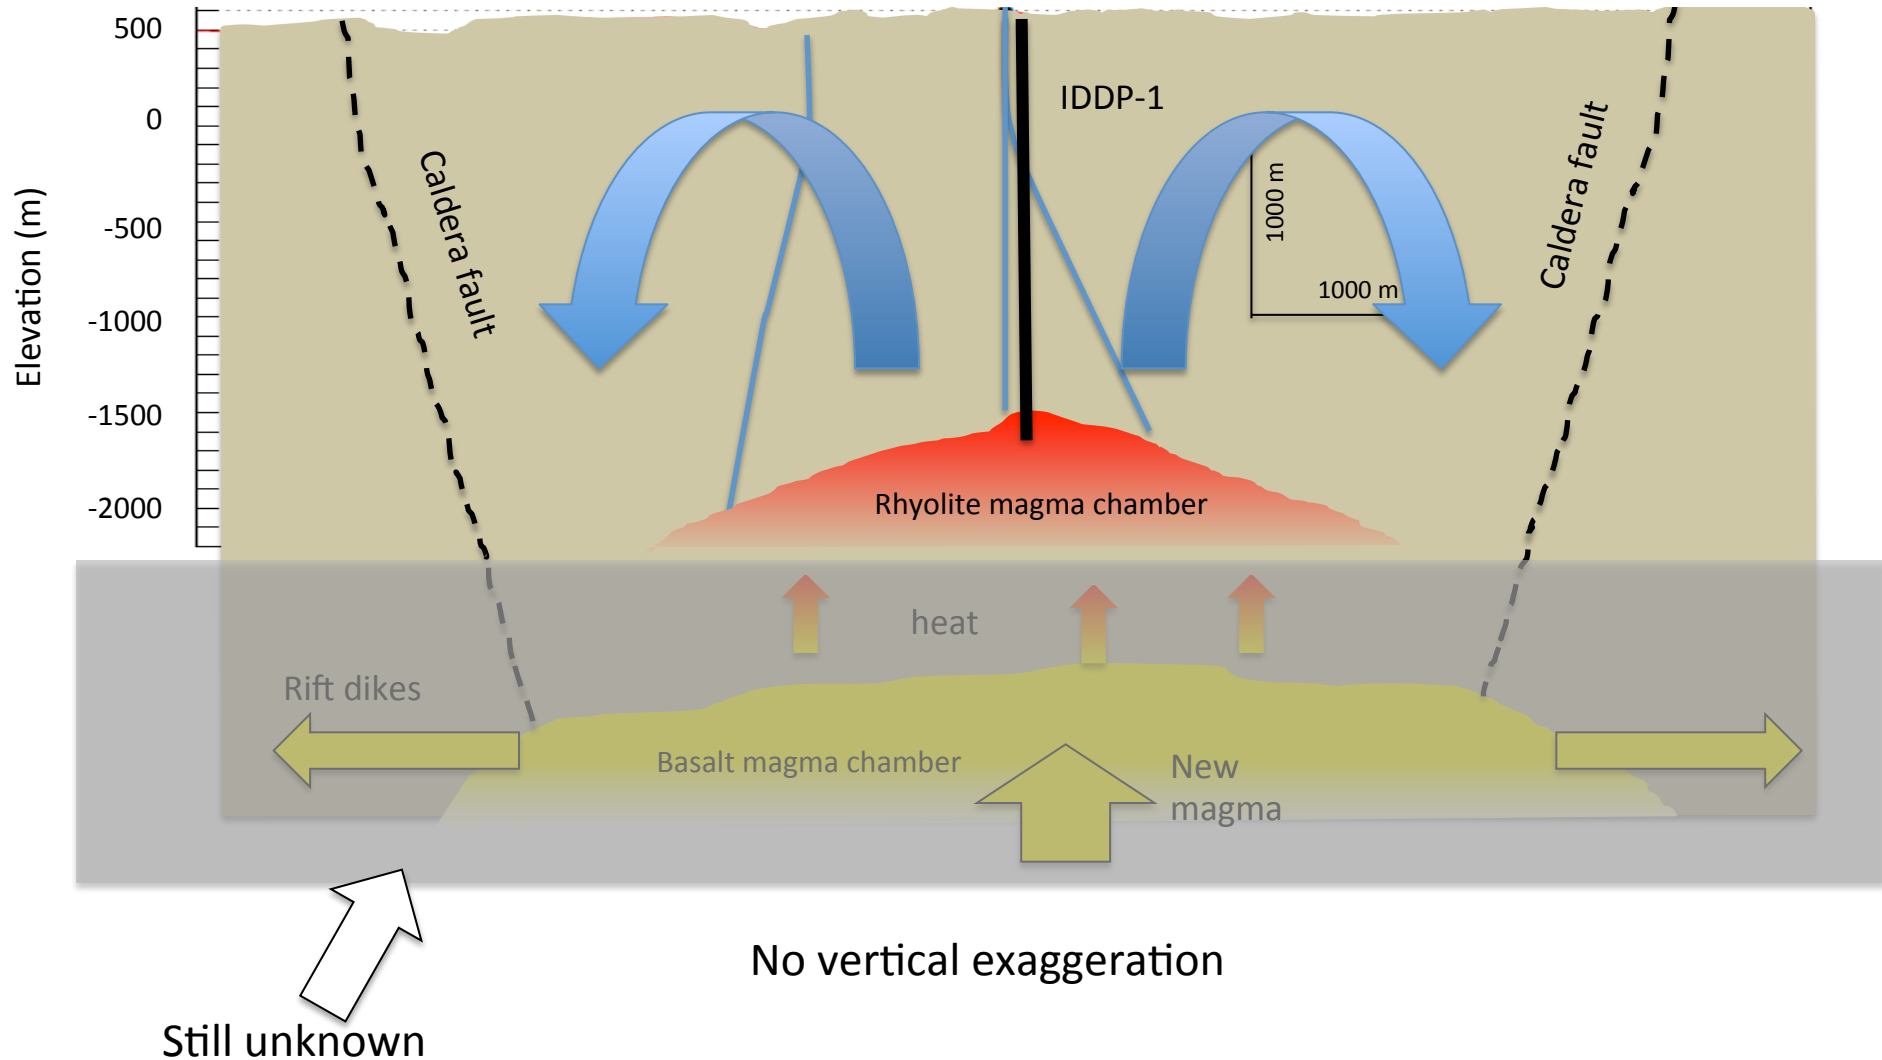 500
0
-500
-1000
-1500
-2000
Elevation (m)
IDDP-1
Caldera fault
Caldera fault
1000 m
1000 m
Rhyolite magma chamber
heat
Rift dikes
Basalt magma chamber
New
magma
No vertical exaggeration
Still unknown